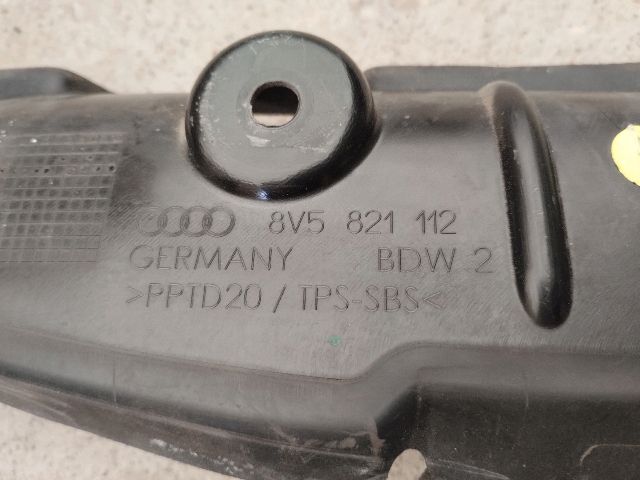 8V5 821 112
GERMANY BDW 2
>PPTD20 / TPS-SBS<